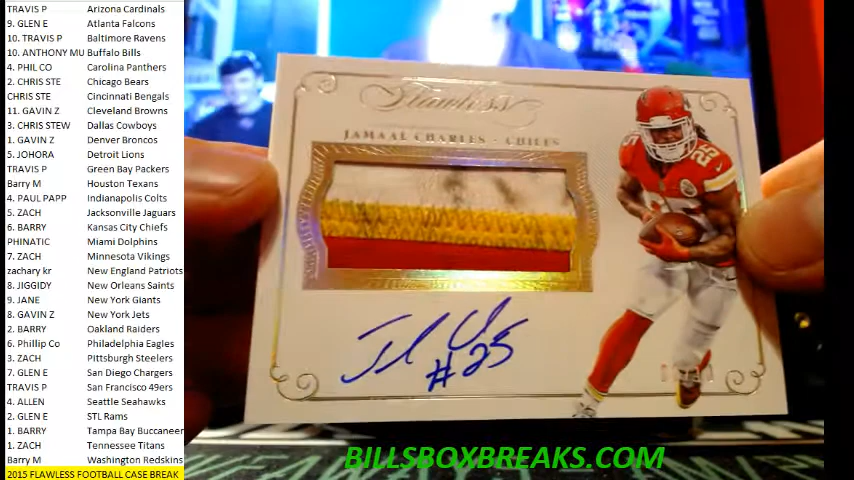 TRAVIS P Arizona Cardinals
9. GLEN E Atlanta Falcons
10. TRAVIS P Baltimore Ravens
10. ANTHONY MU Buffalo Bills
4. PHIL CO Carolina Panthers
2. CHRIS STE Chicago Bears
CHRIS STE Cincinnati Bengals
11. GAVIN Z Cleveland Browns
3. CHRIS STEW Dallas Cowboys
1. GAVIN Z Denver Broncos
5. JOHORA Detroit Lions
TRAVIS P Green Bay Packers
Barry M Houston Texans
4. PAUL PAPP Indianapolis Colts
5. ZACH Jacksonville Jaguars
6. BARRY Kansas City Chiefs
PHINATIC Miami Dolphins
7. ZACH Minnesota Vikings
zachary kr New England Patriots
8. JIGGIDY New Orleans Saints
9. JANE New York Giants
8. GAVIN Z New York Jets
2. BARRY Oakland Raiders
6. Phillip Co Philadelphia Eagles
3. ZACH Pittsburgh Steelers
7. GLEN E San Diego Chargers
TRAVIS P San Francisco 49ers
4. ALLEN Seattle Seahawks
2. GLEN E STL Rams
1. BARRY Tampa Bay Buccaneer
1. ZACH Tennessee Titans
Barry M Washington Redskins
2015 FLAWLESS FOOTBALL CASE BREAK
Flawless
JAMAAL CHARLES - CHIEFS
25
#25
BILLSBOXBREAKS.COM